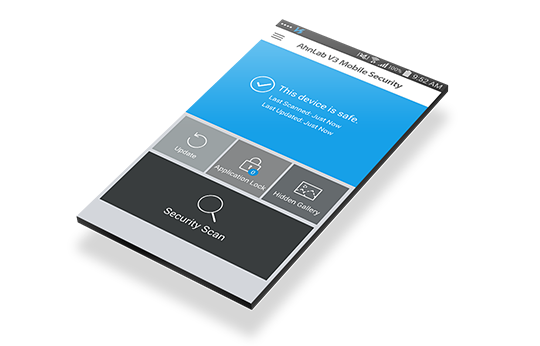 100% 9:52 AM
AhnLab V3 Mobile Security
This device is safe.
Last Scanned: Just Now
Last Updated: Just Now
Update
Application Lock
0
Hidden Gallery
Security Scan